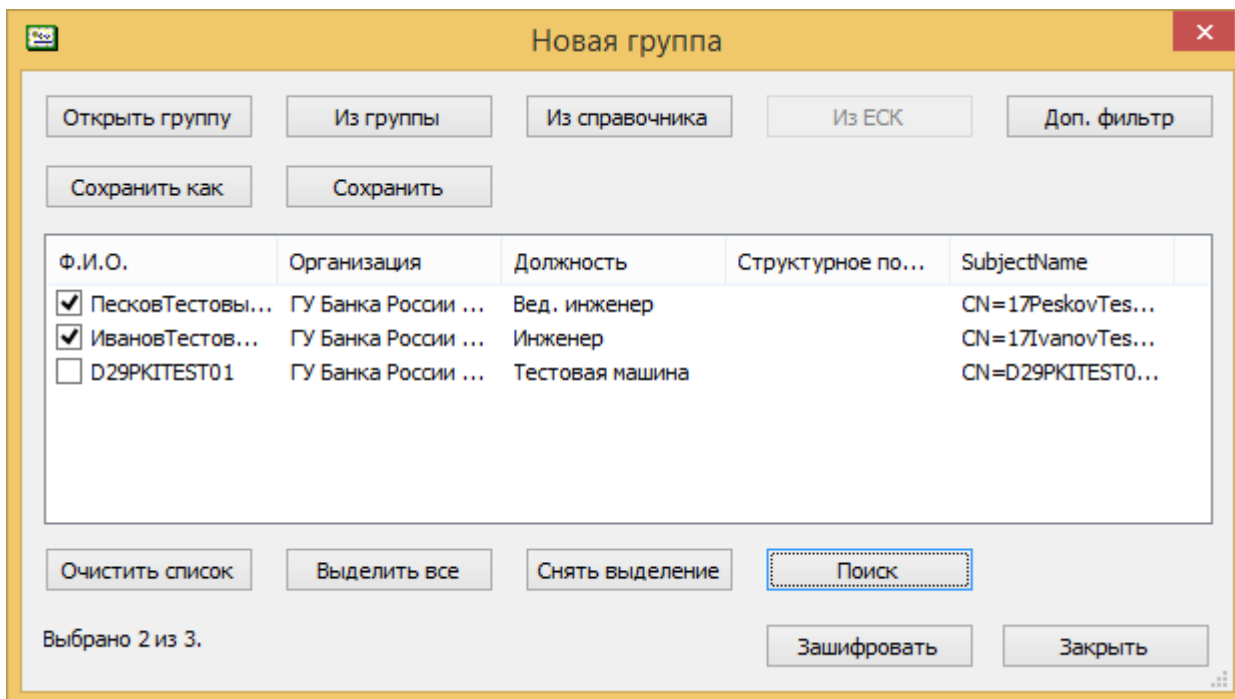 Новая группа
Открыть группу Из группы Из справочника Из ЕСК Доп. фильтр
Сохранить как Сохранить
Ф.И.О. Организация Должность Структурное по... SubjectName
ПесковТестовы... ГУ Банка России ... Вед. инженер CN=17PeskovTes...
ИвановТестов... ГУ Банка России ... Инженер CN=17IvanovTes...
D29PKITEST01 ГУ Банка России ... Тестовая машина CN=D29PKITEST0...
Очистить список Выделить все Снять выделение Поиск
Выбрано 2 из 3. Зашифровать Закрыть